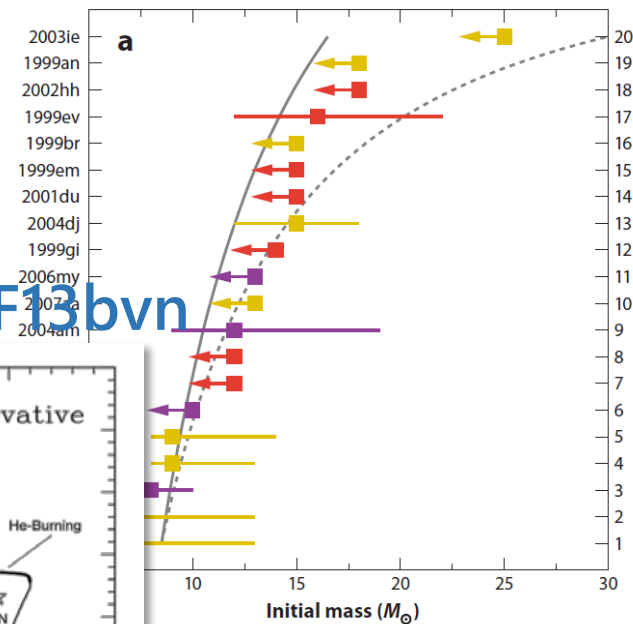 a
2003ie 20
1999an 19
2002hh 18
1999ev 17
1999br 16
1999em 15
2001du 14
2004dj 13
1999gi 12
2006my 11
F13bvn
10
2004am 9
8
7
vative
6
5
4
3
He-Burning
2
1
N
10 15 20 25 30
Initial mass (M☉)